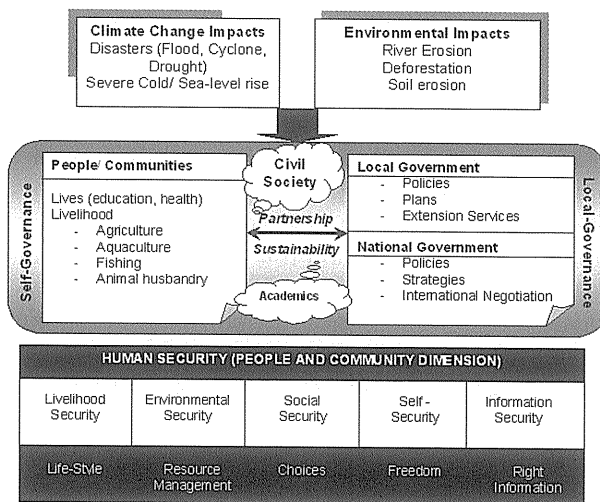 Climate Change Impacts
Disasters (Flood, Cyclone,
Drought)
Severe Cold/ Sea-level rise
Environmental Impacts
River Erosion
Deforestation
Soil erosion
Self-Governance
People/ Communities
Lives (education, health)
Livelihood
- Agriculture
- Aquaculture
- Fishing
- Animal husbandry
Civil
Society
Partnership
Sustainability
Academics
Local Government
- Policies
- Plans
- Extension Services
National Government
- Policies
- Strategies
- International Negotiation
Local-Governance
HUMAN SECURITY (PEOPLE AND COMMUNITY DIMENSION)
Livelihood
Security
Environmental
Security
Social
Security
Self -
Security
Information
Security
Life-Style
Resource
Management
Choices
Freedom
Right
Information